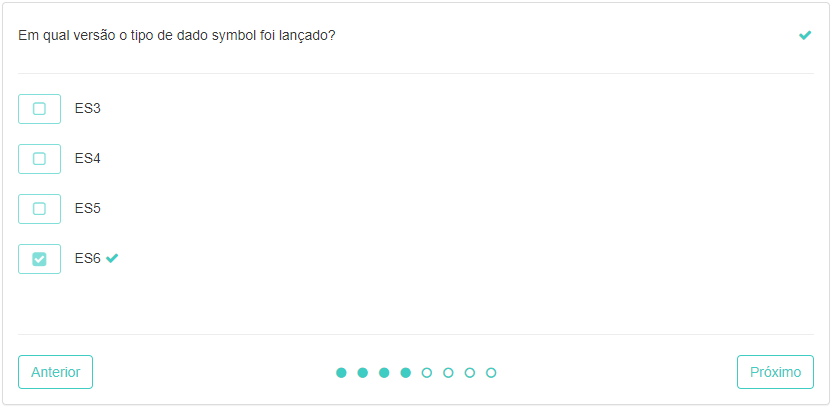 Em qual versão o tipo de dado symbol foi lançado?
ES3
ES4
ES5
ES6
Anterior
Próximo